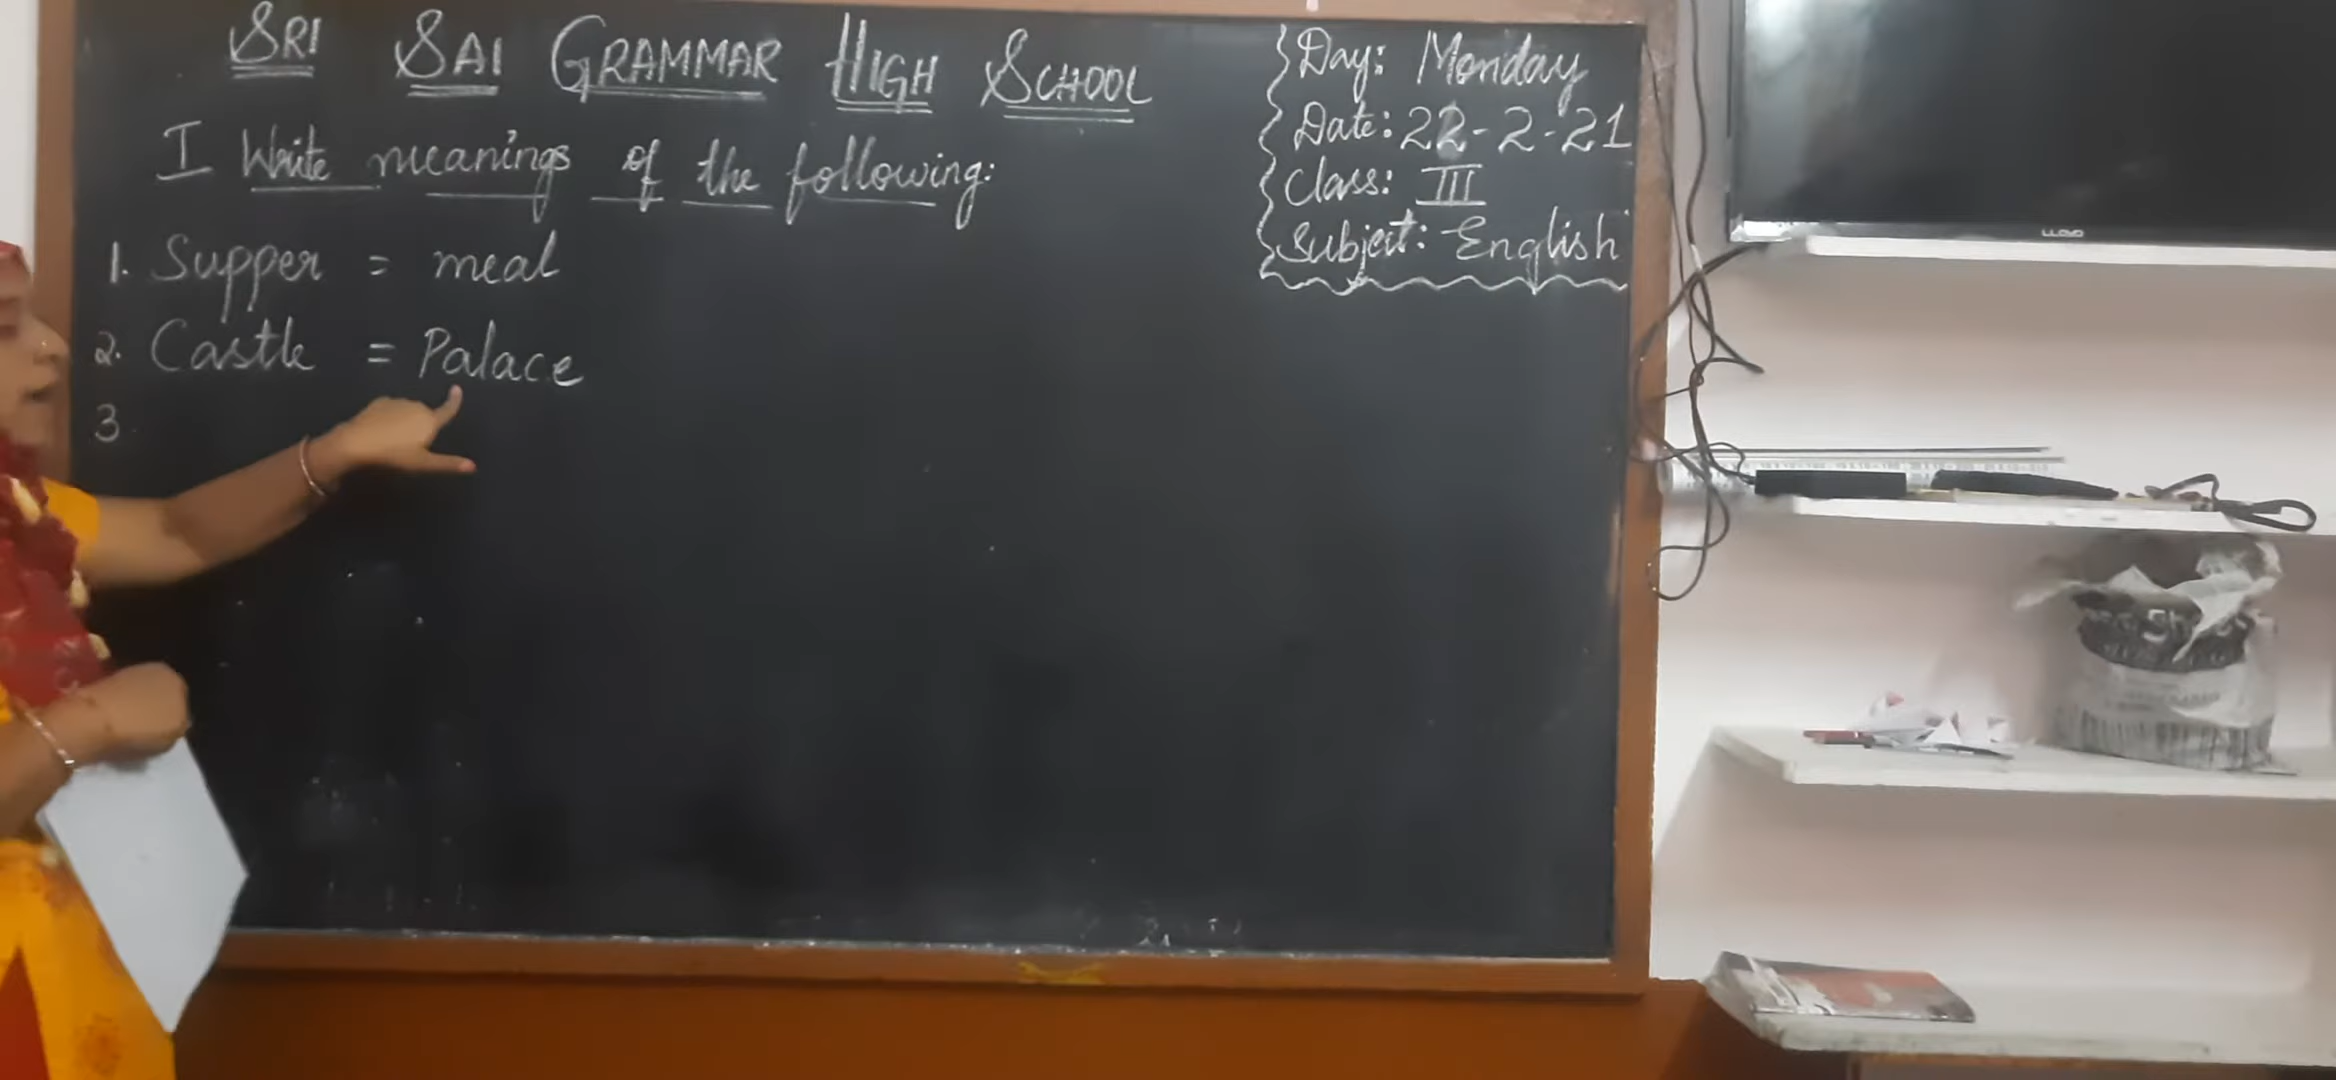 SRI SAI GRAMMAR HIGH SCHOOL
I Write meanings of the following:
1. Supper = meal
2. Castle = Palace
3.
Day: Monday
Date: 22-2-21
Class: III
Subject: English
LLOYD